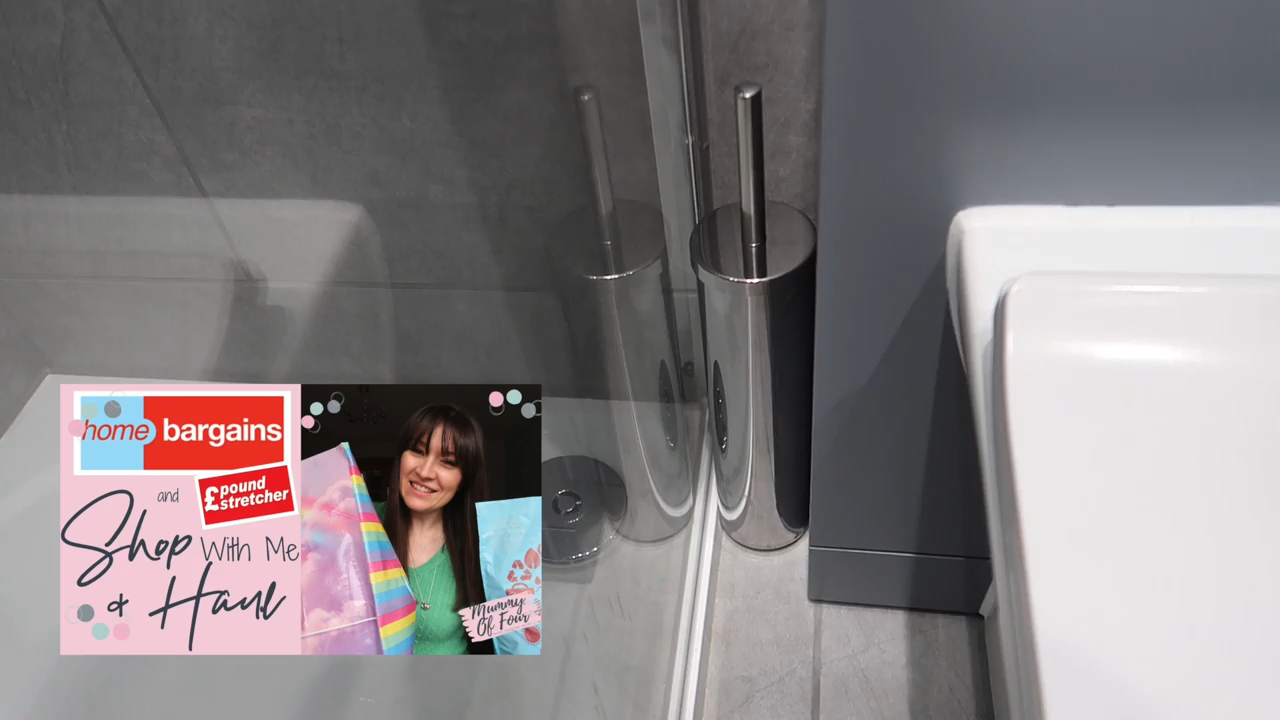 home bargains
and
£ pound
stretcher
Shop With Me
& Haul
Mummy
Of Four